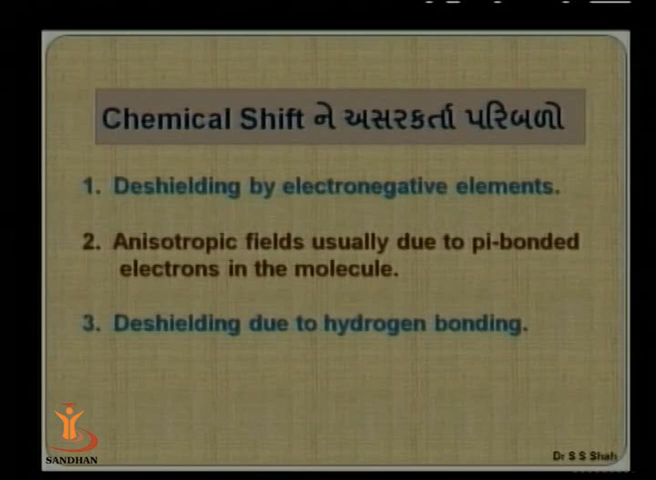 Chemical Shift ને અસરકર્તા પરિબળો
1. Deshielding by electronegative elements.
2. Anisotropic fields usually due to pi-bonded
electrons in the molecule.
3. Deshielding due to hydrogen bonding.
SANDHAN
Dr S S Shah